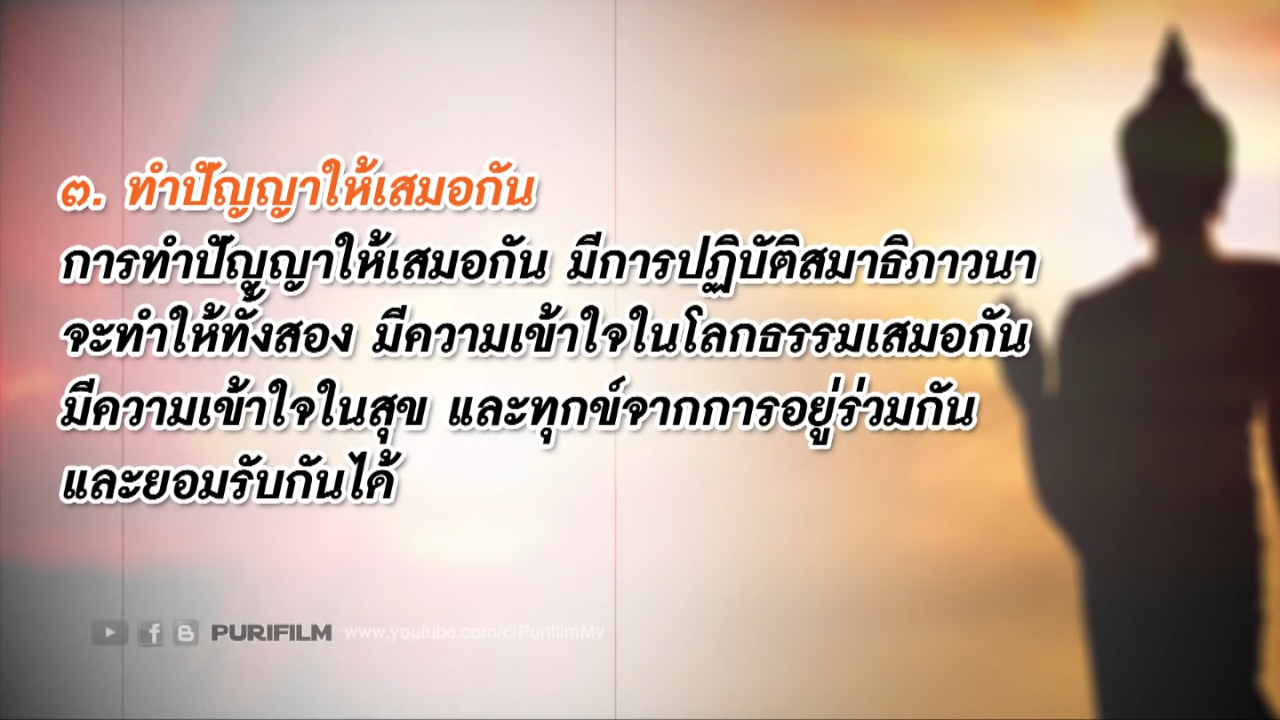 ๓. ทำปัญญาให้เสมอกัน
การทำปัญญาให้เสมอกัน มีการปฏิบัติสมาธิภาวนา
จะทำให้ทั้งสอง มีความเข้าใจในโลกธรรมเสมอกัน
มีความเข้าใจในสุข และทุกข์จากการอยู่ร่วมกัน
และยอมรับกันได้
PURIFILM www.youtube.com/c/PurifilmMv